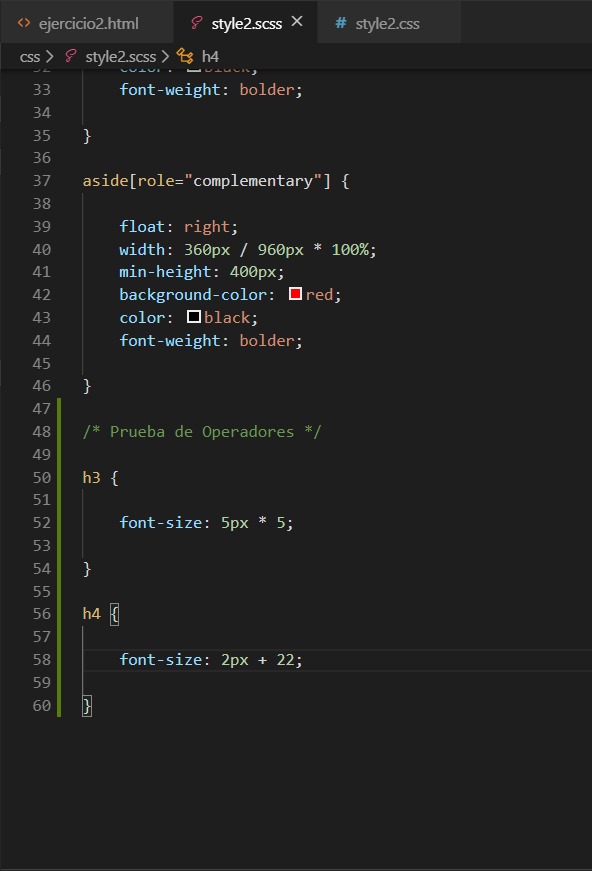 ejercicio2.html style2.scss × # style2.css
css > style2.scss > h4
32 color: black;
33 font-weight: bolder;
34
35 }
36
37 aside[role="complementary"] {
38
39 float: right;
40 width: 360px / 960px * 100%;
41 min-height: 400px;
42 background-color: red;
43 color: black;
44 font-weight: bolder;
45
46 }
47
48 /* Prueba de Operadores */
49
50 h3 {
51
52 font-size: 5px * 5;
53
54 }
55
56 h4 {
57
58 font-size: 2px + 22;
59
60 }